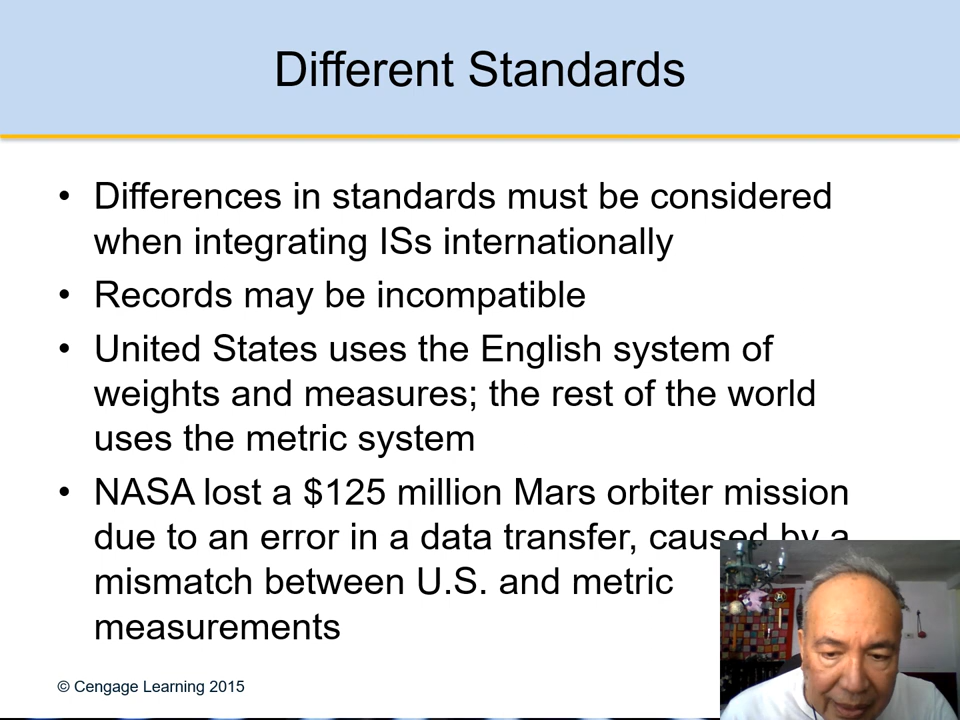 Different Standards
• Differences in standards must be considered
when integrating ISs internationally
• Records may be incompatible
• United States uses the English system of
weights and measures; the rest of the world
uses the metric system
• NASA lost a $125 million Mars orbiter mission
due to an error in a data transfer, caused by a
mismatch between U.S. and metric
measurements
© Cengage Learning 2015